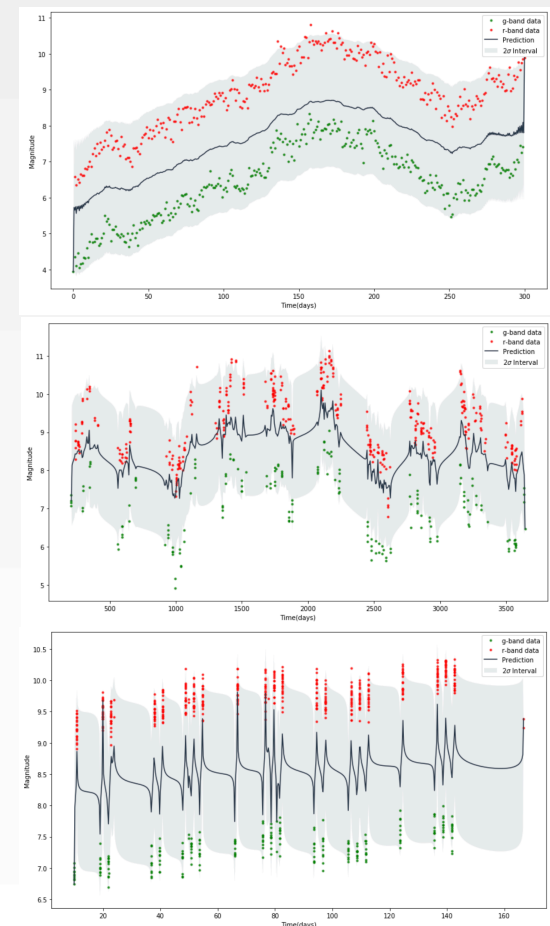 g-band data
r-band data
Prediction
2σ Interval
Magnitude
11
10
9
8
7
6
5
4
0 50 100 150 200 250 300
Time(days)
g-band data
r-band data
Prediction
2σ Interval
Magnitude
11
10
9
8
7
6
5
500 1000 1500 2000 2500 3000 3500
Time(days)
g-band data
r-band data
Prediction
2σ Interval
Magnitude
10.5
10.0
9.5
9.0
8.5
8.0
7.5
7.0
6.5
20 40 60 80 100 120 140 160
Time(days)